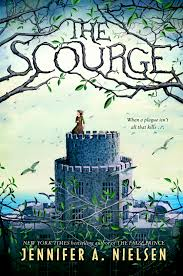 THE
SCOURGE
When a plague isn't
all that kills . . .
NEW YORK TIMES bestselling author of THE FALSE PRINCE
JENNIFER A. NIELSEN